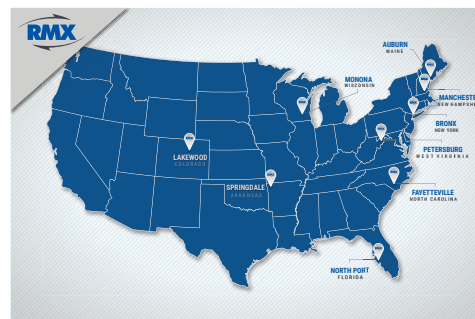 RMX
AUBURN
MAINE
MONONA
WISCONSIN
MANCHESTE
NEW HAMPSHI
BRONX
NEW YORK
LAKEWOOD
COLORADO
PETERSBURG
WEST VIRGINIA
SPRINGDALE
ARKANSAS
FAYETTEVILLE
NORTH CAROLINA
NORTH PORT
FLORIDA